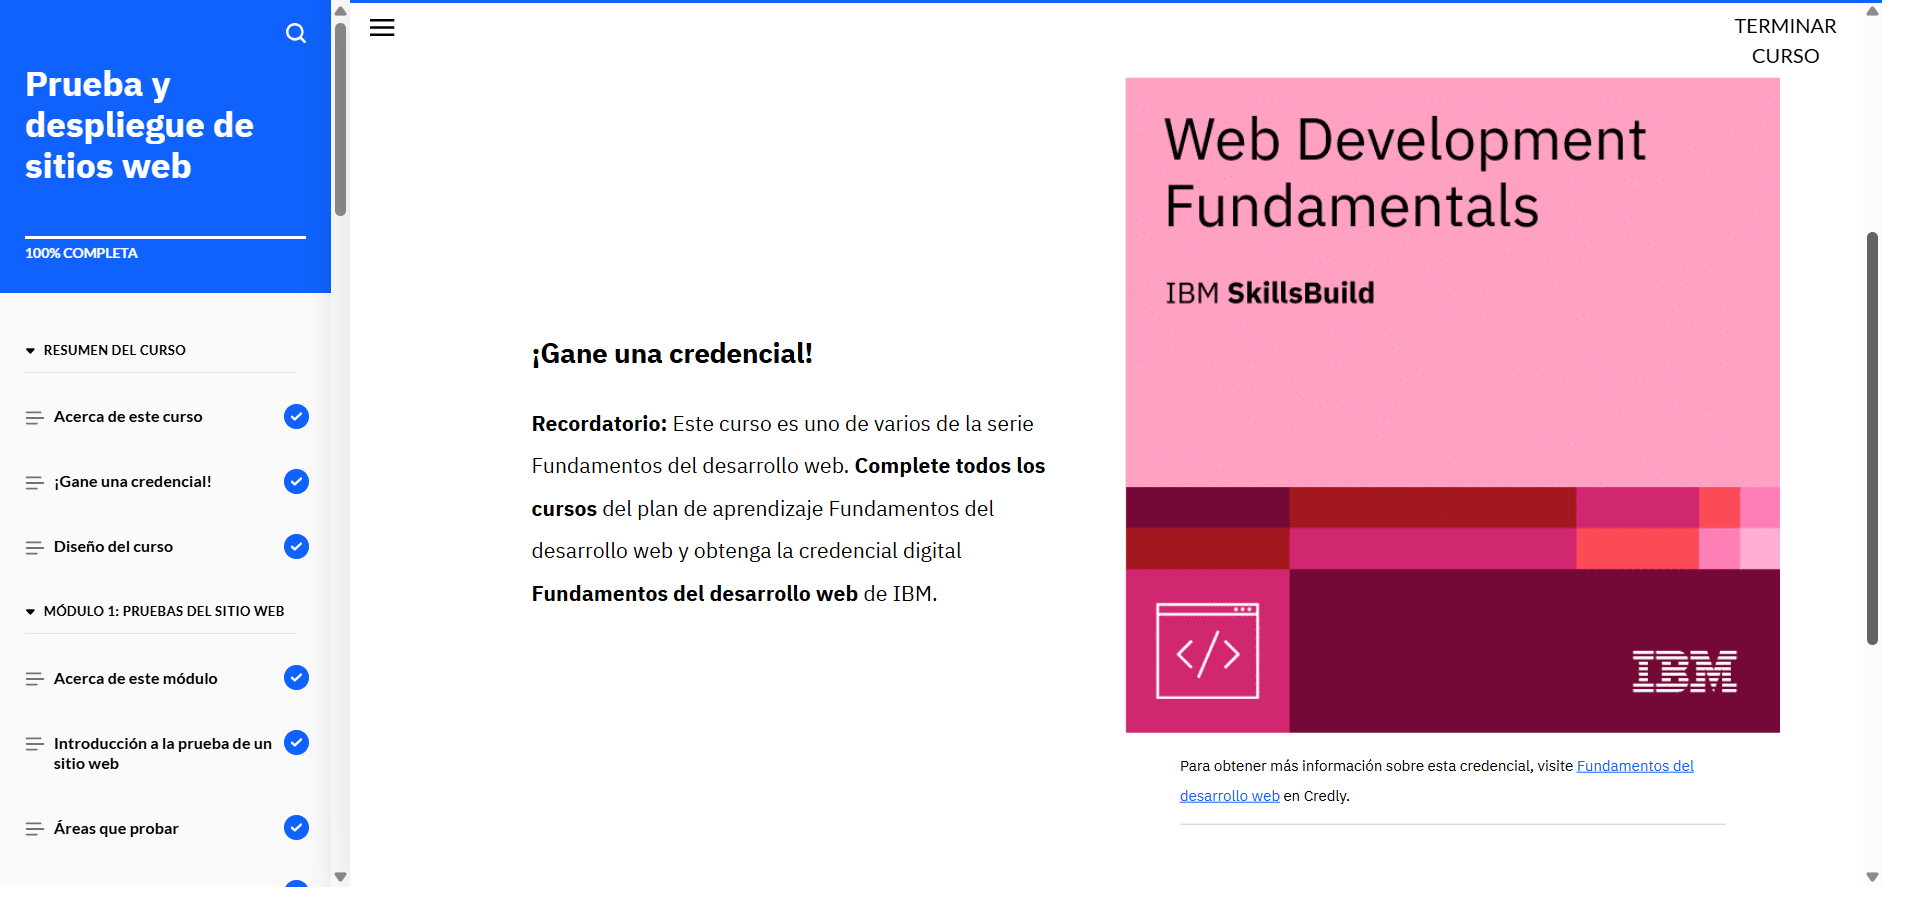 Prueba y
despliegue de
sitios web
100% COMPLETA
RESUMEN DEL CURSO
Acerca de este curso
¡Gane una credencial!
Diseño del curso
MÓDULO 1: PRUEBAS DEL SITIO WEB
Acerca de este módulo
Introducción a la prueba de un
sitio web
Áreas que probar
TERMINAR
CURSO
¡Gane una credencial!
Recordatorio: Este curso es uno de varios de la serie
Fundamentos del desarrollo web. Complete todos los
cursos del plan de aprendizaje Fundamentos del
desarrollo web y obtenga la credencial digital
Fundamentos del desarrollo web de IBM.
Web Development
Fundamentals
IBM SkillsBuild
</>
IBM
Para obtener más información sobre esta credencial, visite Fundamentos del
desarrollo web en Credly.